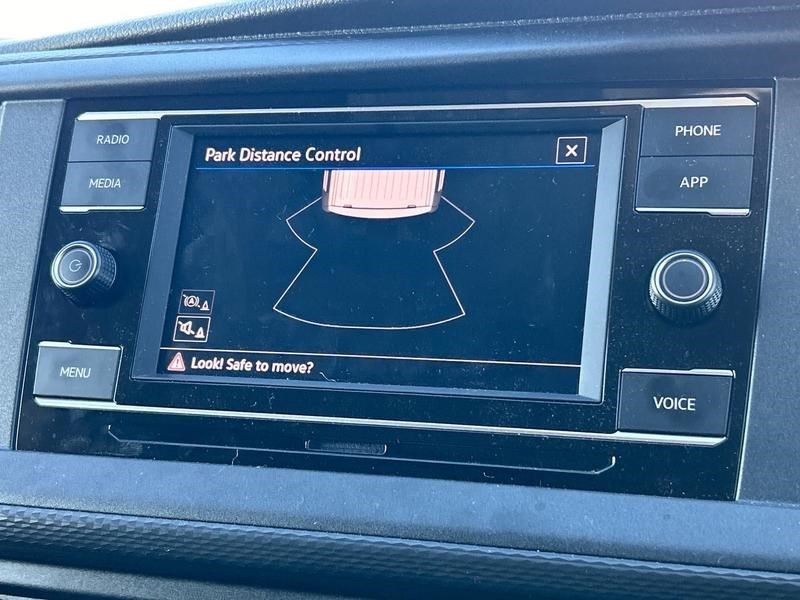 RADIO
MEDIA
Park Distance Control
X
PHONE
APP
(A)
MENU
Look! Safe to move?
VOICE